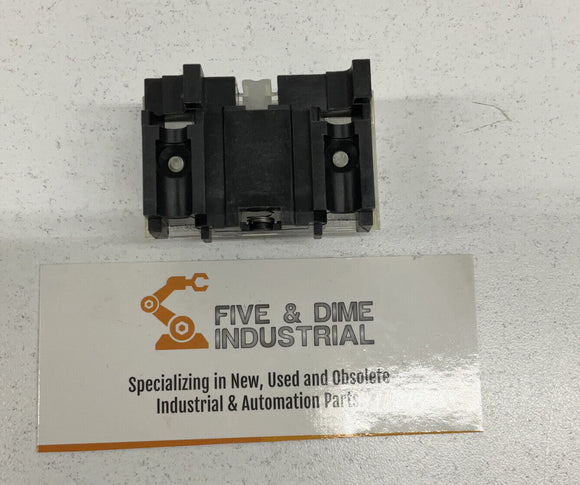 FIVE & DIME
INDUSTRIAL
Specializing in New, Used and Obsolete
Industrial & Automation Parts